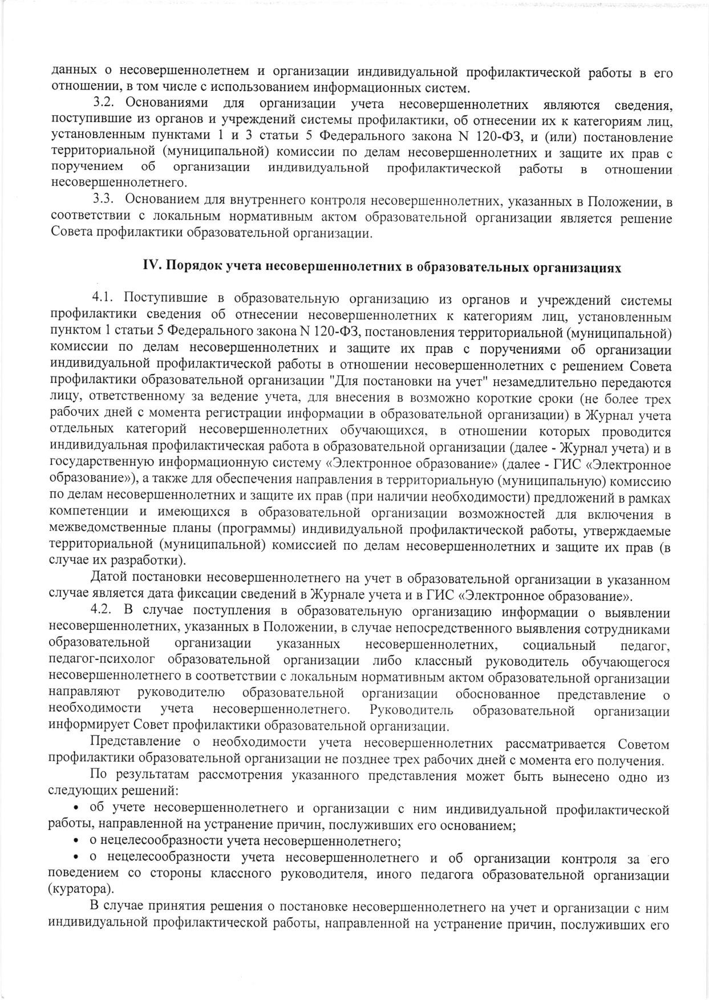 данных о несовершеннолетнем и организации индивидуальной профилактической работы в его
отношении, в том числе с использованием информационных систем.
3.2. Основаниями для организации учета несовершеннолетних являются сведения,
поступившие из органов и учреждений системы профилактики, об отнесении их к категориям лиц,
установленным пунктами 1 и 3 статьи 5 Федерального закона N 120-ФЗ, и (или) постановление
территориальной (муниципальной) комиссии по делам несовершеннолетних и защите их прав с
поручением об организации индивидуальной профилактической работы в отношении
несовершеннолетнего.
3.3. Основанием для внутреннего контроля несовершеннолетних, указанных в Положении, в
соответствии с локальным нормативным актом образовательной организации является решение
Совета профилактики образовательной организации.
IV. Порядок учета несовершеннолетних в образовательных организациях
4.1. Поступившие в образовательную организацию из органов и учреждений системы
профилактики сведения об отнесении несовершеннолетних к категориям лиц, установленным
пунктом 1 статьи 5 Федерального закона N 120-ФЗ, постановления территориальной (муниципальной)
комиссии по делам несовершеннолетних и защите их прав с поручениями об организации
индивидуальной профилактической работы в отношении несовершеннолетних с решением Совета
профилактики образовательной организации "Для постановки на учет" незамедлительно передаются
лицу, ответственному за ведение учета, для внесения в возможно короткие сроки (не более трех
рабочих дней с момента регистрации информации в образовательной организации) в Журнал учета
отдельных категорий несовершеннолетних обучающихся, в отношении которых проводится
индивидуальная профилактическая работа в образовательной организации (далее - Журнал учета) и в
государственную информационную систему «Электронное образование» (далее - ГИС «Электронное
образование»), а также для обеспечения направления в территориальную (муниципальную) комиссию
по делам несовершеннолетних и защите их прав (при наличии необходимости) предложений в рамках
компетенции и имеющихся в образовательной организации возможностей для включения в
межведомственные планы (программы) индивидуальной профилактической работы, утверждаемые
территориальной (муниципальной) комиссией по делам несовершеннолетних и защите их прав (в
случае их разработки).
Датой постановки несовершеннолетнего на учет в образовательной организации в указанном
случае является дата фиксации сведений в Журнале учета и в ГИС «Электронное образование».
4.2. В случае поступления в образовательную организацию информации о выявлении
несовершеннолетних, указанных в Положении, в случае непосредственного выявления сотрудниками
образовательной организации указанных несовершеннолетних, социальный педагог,
педагог-психолог образовательной организации либо классный руководитель обучающегося
несовершеннолетнего в соответствии с локальным нормативным актом образовательной организации
направляют руководителю образовательной организации обоснованное представление о
необходимости учета несовершеннолетнего. Руководитель образовательной организации
информирует Совет профилактики образовательной организации.
Представление о необходимости учета несовершеннолетних рассматривается Советом
профилактики образовательной организации не позднее трех рабочих дней с момента его получения.
По результатам рассмотрения указанного представления может быть вынесено одно из
следующих решений:
• об учете несовершеннолетнего и организации с ним индивидуальной профилактической
работы, направленной на устранение причин, послуживших его основанием;
• о нецелесообразности учета несовершеннолетнего;
• о нецелесообразности учета несовершеннолетнего и об организации контроля за его
поведением со стороны классного руководителя, иного педагога образовательной организации
(куратора).
В случае принятия решения о постановке несовершеннолетнего на учет и организации с ним
индивидуальной профилактической работы, направленной на устранение причин, послуживших его